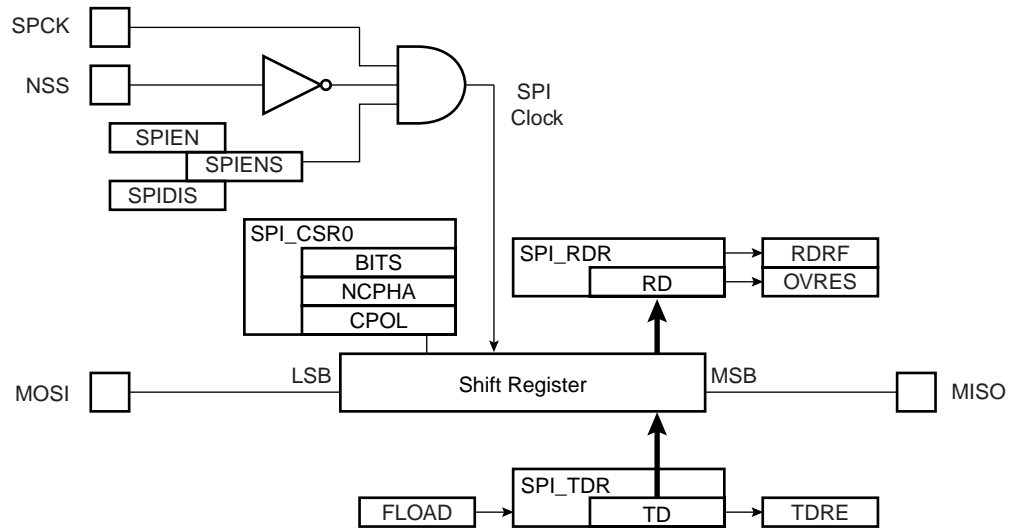 SPCK
NSS
SPI
Clock
SPIEN
SPIENS
SPIDIS
SPI_CSR0
BITS
NCPHA
CPOL
SPI_RDR
RD
RDRF
OVRES
MOSI
LSB
Shift Register
MSB
MISO
SPI_TDR
FLOAD
TD
TDRE